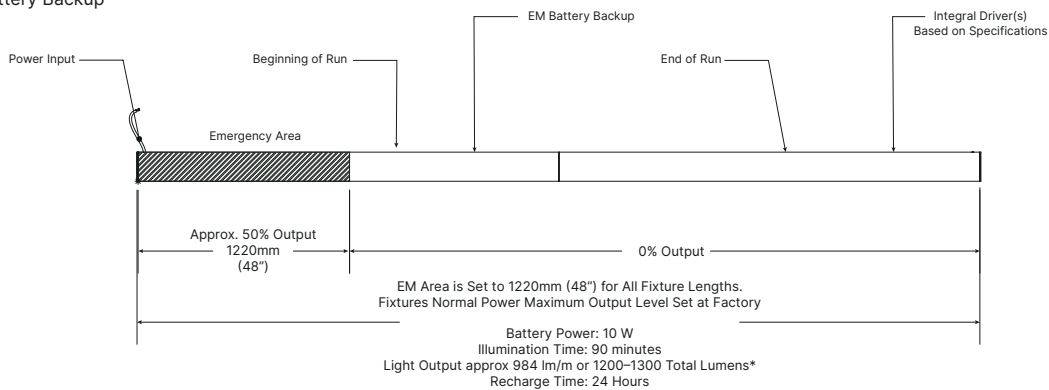 EM Battery Backup
Integral Driver(s)
Based on Specifications
Power Input
Beginning of Run
End of Run
Emergency Area
Approx. 50% Output
1220mm
(48”)
0% Output
EM Area is Set to 1220mm (48”) for All Fixture Lengths.
Fixtures Normal Power Maximum Output Level Set at Factory
Battery Power: 10 W
Illumination Time: 90 minutes
Light Output approx 984 lm/m or 1200–1300 Total Lumens*
Recharge Time: 24 Hours